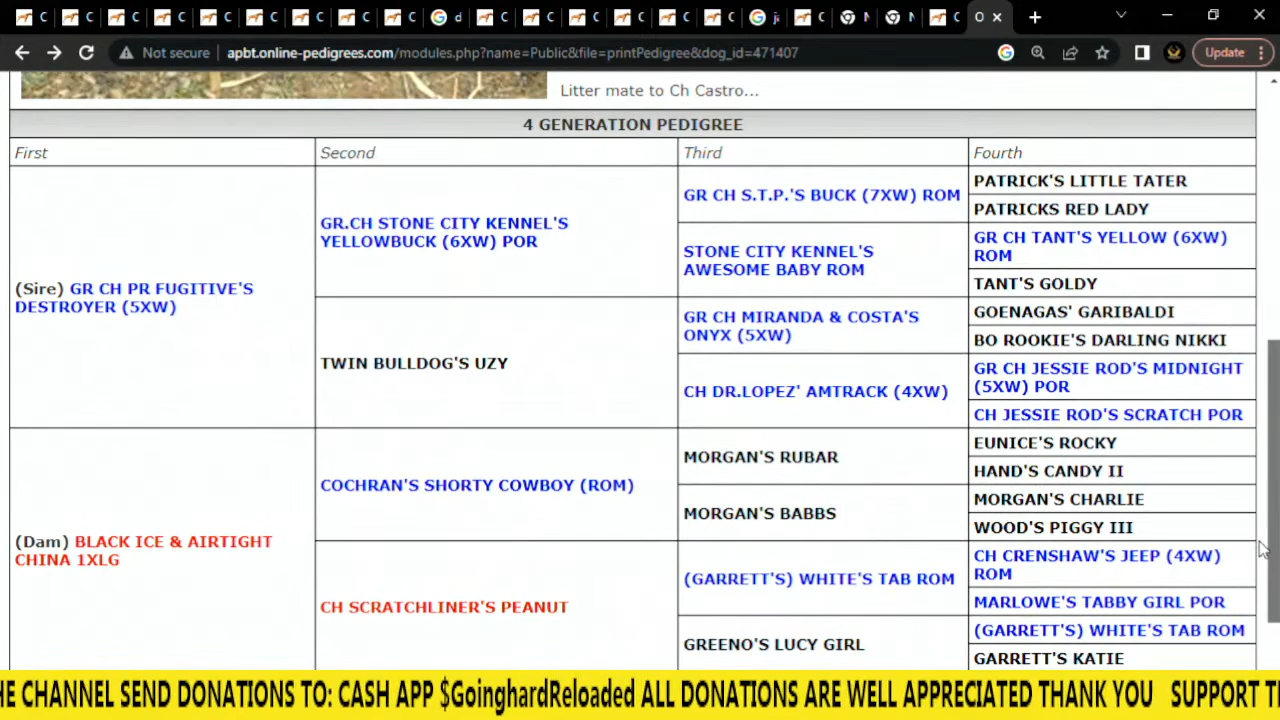 Not secure
apbt.online-pedigrees.com/modules.php?name=Public&file=printPedigree&dog_id=471407
Update
Litter mate to Ch Castro...
4 GENERATION PEDIGREE
First
Second
Third
Fourth
(Sire) GR CH PR FUGITIVE'S
DESTROYER (5XW)
GR.CH STONE CITY KENNEL'S
YELLOWBUCK (6XW) POR
GR CH S.T.P.'S BUCK (7XW) ROM
PATRICK'S LITTLE TATER
PATRICKS RED LADY
STONE CITY KENNEL'S
AWESOME BABY ROM
GR CH TANT'S YELLOW (6XW)
ROM
TANT'S GOLDY
TWIN BULLDOG'S UZY
GR CH MIRANDA & COSTA'S
ONYX (5XW)
GOENAGAS' GARIBALDI
BO ROOKIE'S DARLING NIKKI
CH DR.LOPEZ' AMTRACK (4XW)
GR CH JESSIE ROD'S MIDNIGHT
(5XW) POR
CH JESSIE ROD'S SCRATCH POR
(Dam) BLACK ICE & AIRTIGHT
CHINA 1XLG
COCHRAN'S SHORTY COWBOY (ROM)
MORGAN'S RUBAR
EUNICE'S ROCKY
HAND'S CANDY II
MORGAN'S BABBS
MORGAN'S CHARLIE
WOOD'S PIGGY III
CH SCRATCHLINER'S PEANUT
(GARRETT'S) WHITE'S TAB ROM
CH CRENSHAW'S JEEP (4XW)
ROM
MARLOWE'S TABBY GIRL POR
GREENO'S LUCY GIRL
(GARRETT'S) WHITE'S TAB ROM
GARRETT'S KATIE
HE CHANNEL SEND DONATIONS TO: CASH APP $GoinghardReloaded ALL DONATIONS ARE WELL APPRECIATED THANK YOU SUPPORT T